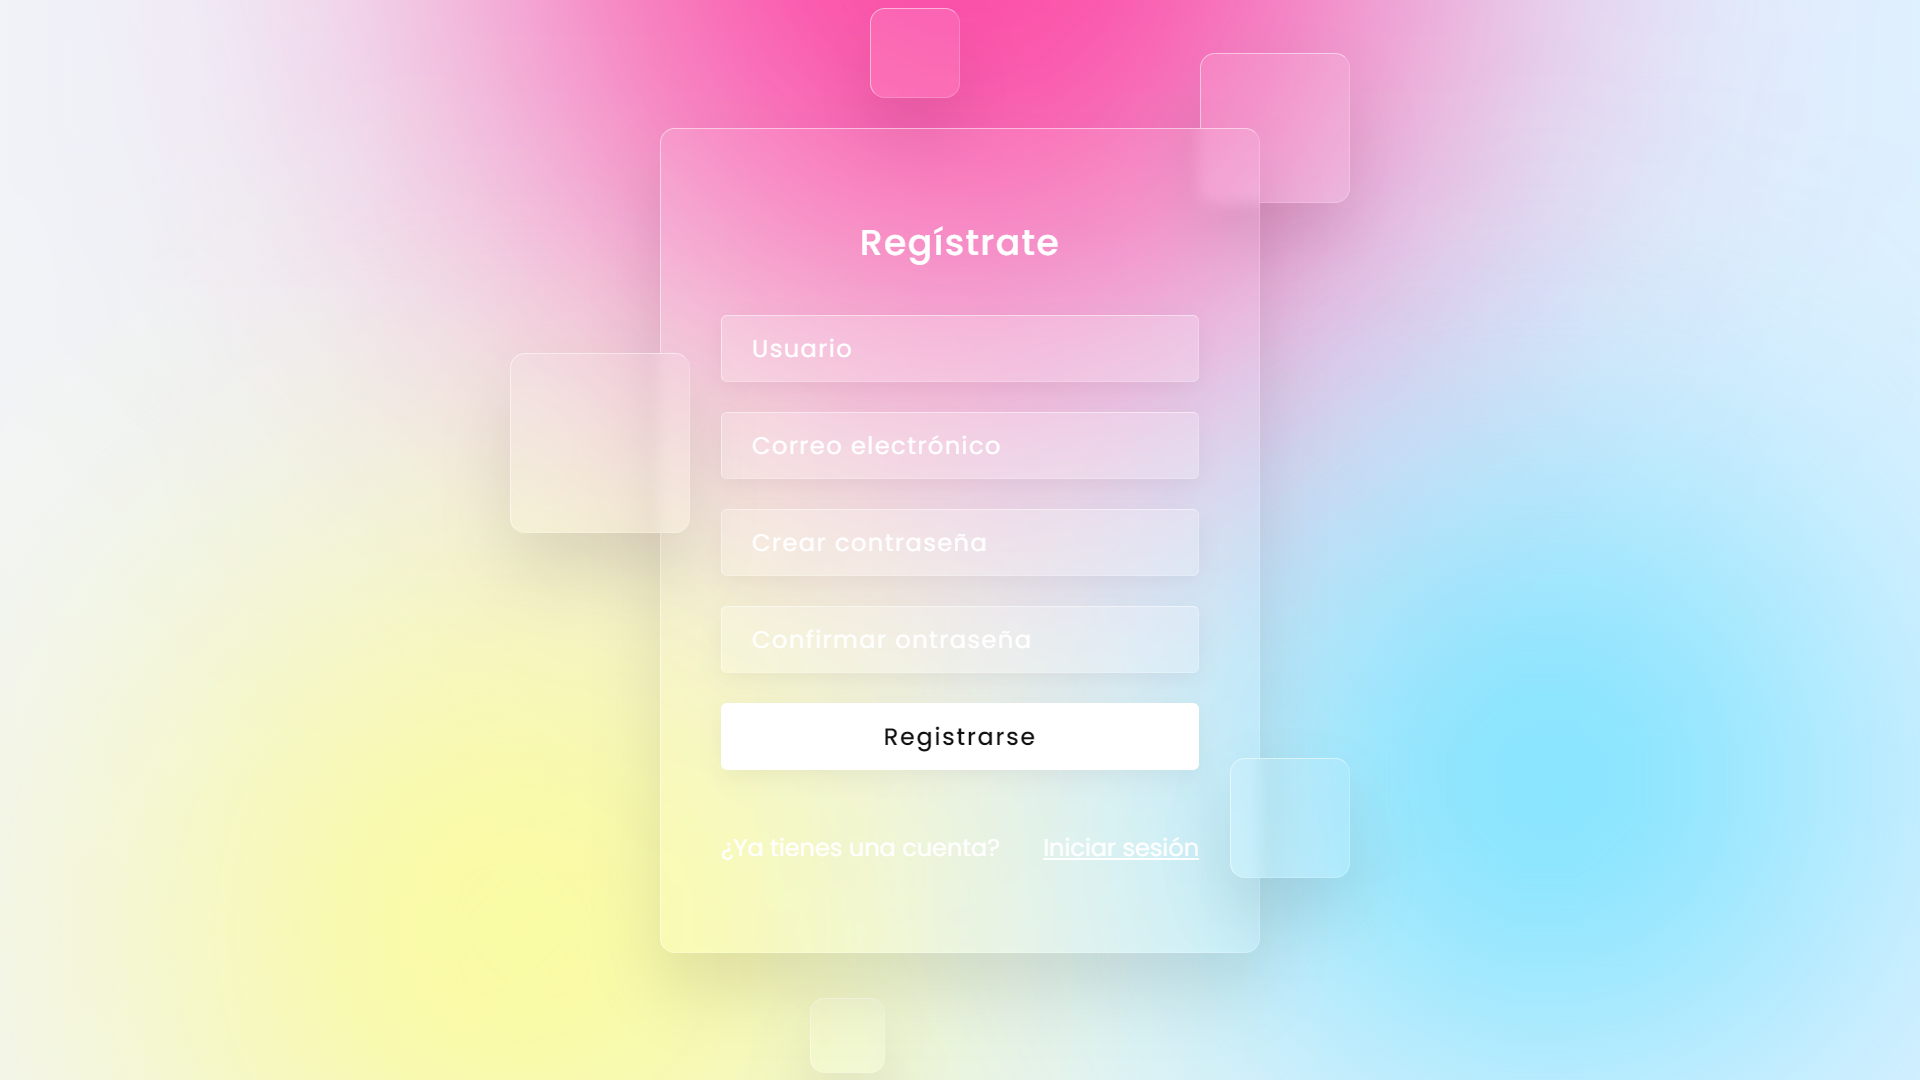 Regístrate
Usuario
Correo electrónico
Crear contraseña
Confirmar ontraseña
Registrarse
¿Ya tienes una cuenta? Iniciar sesión